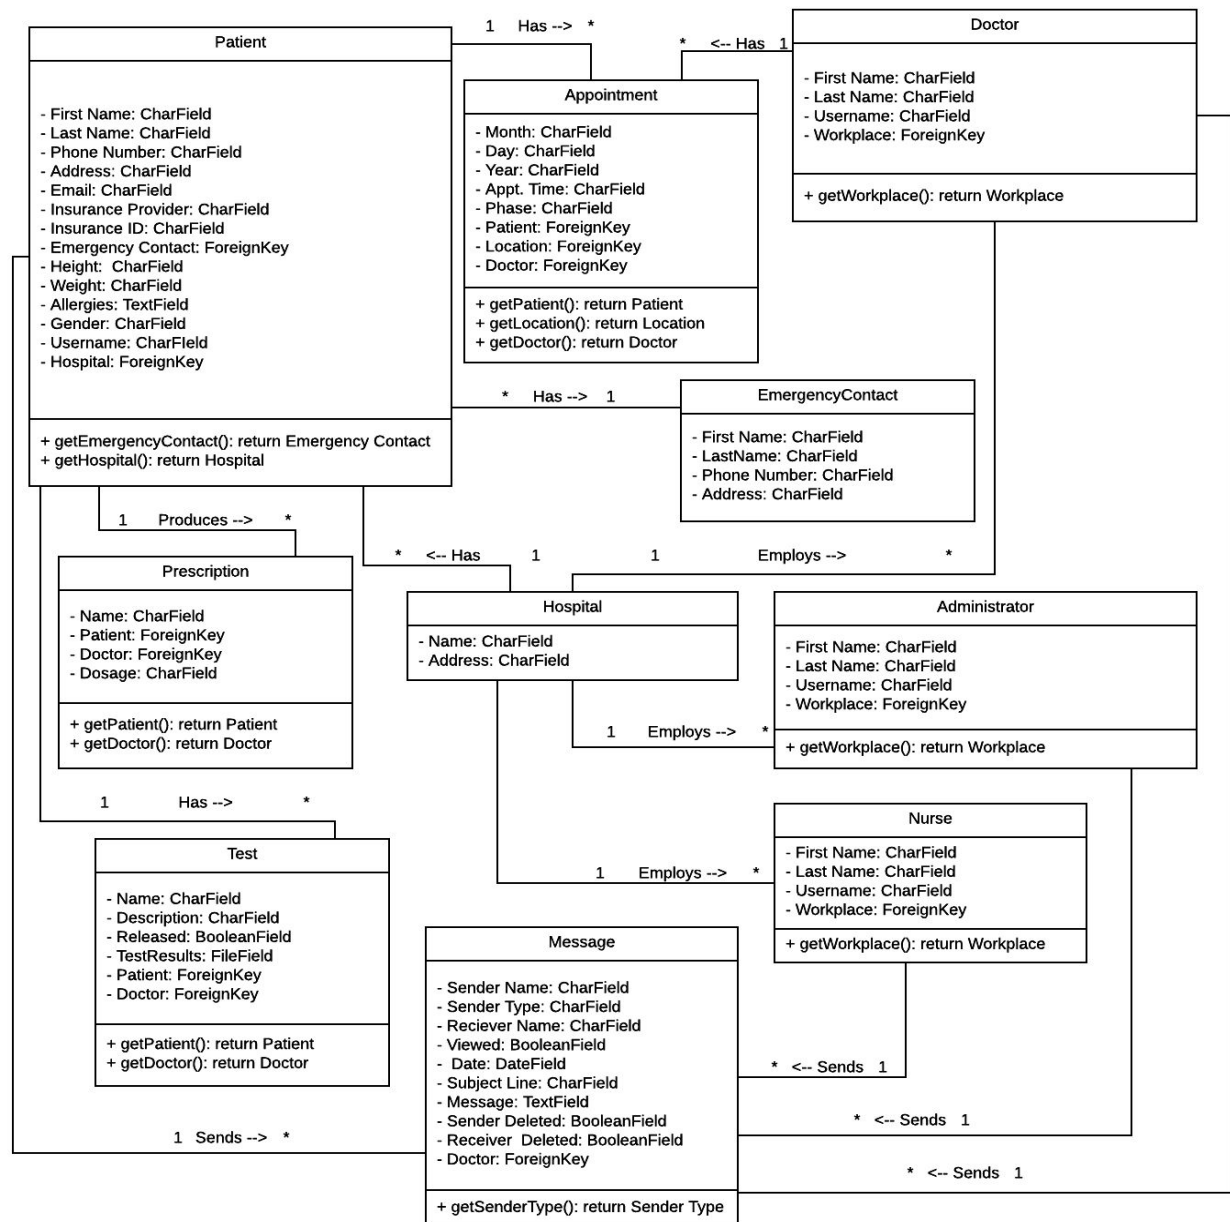 Patient
- First Name: CharField
- Last Name: CharField
- Phone Number: CharField
- Address: CharField
- Email: CharField
- Insurance Provider: CharField
- Insurance ID: CharField
- Emergency Contact: ForeignKey
- Height:  CharField
- Weight: CharField
- Allergies: TextField
- Gender: CharField
- Username: CharFIeld
- Hospital: ForeignKey
+ getEmergencyContact(): return Emergency Contact
+ getHospital(): return Hospital
1 Has --> *
* <-- Has 1
Appointment
- Month: CharField
- Day: CharField
- Year: CharField
- Appt. Time: CharField
- Phase: CharField
- Patient: ForeignKey
- Location: ForeignKey
- Doctor: ForeignKey
+ getPatient(): return Patient
+ getLocation(): return Location
+ getDoctor(): return Doctor
Doctor
- First Name: CharField
- Last Name: CharField
- Username: CharField
- Workplace: ForeignKey
+ getWorkplace(): return Workplace
* Has --> 1
EmergencyContact
- First Name: CharField
- LastName: CharField
- Phone Number: CharField
- Address: CharField
1 Produces --> *
* <-- Has 1
1 Employs --> *
Prescription
- Name: CharField
- Patient: ForeignKey
- Doctor: ForeignKey
- Dosage: CharField
+ getPatient(): return Patient
+ getDoctor(): return Doctor
Hospital
- Name: CharField
- Address: CharField
1 Employs --> *
Administrator
- First Name: CharField
- Last Name: CharField
- Username: CharField
- Workplace: ForeignKey
+ getWorkplace(): return Workplace
1 Has --> *
Test
- Name: CharField
- Description: CharField
- Released: BooleanField
- TestResults: FileField
- Patient: ForeignKey
- Doctor: ForeignKey
+ getPatient(): return Patient
+ getDoctor(): return Doctor
1 Employs --> *
Nurse
- First Name: CharField
- Last Name: CharField
- Username: CharField
- Workplace: ForeignKey
+ getWorkplace(): return Workplace
Message
- Sender Name: CharField
- Sender Type: CharField
- Reciever Name: CharField
- Viewed: BooleanField
-  Date: DateField
- Subject Line: CharField
- Message: TextField
- Sender Deleted: BooleanField
- Receiver  Deleted: BooleanField
- Doctor: ForeignKey
+ getSenderType(): return Sender Type
* <-- Sends 1
* <-- Sends 1
1 Sends --> *
* <-- Sends 1